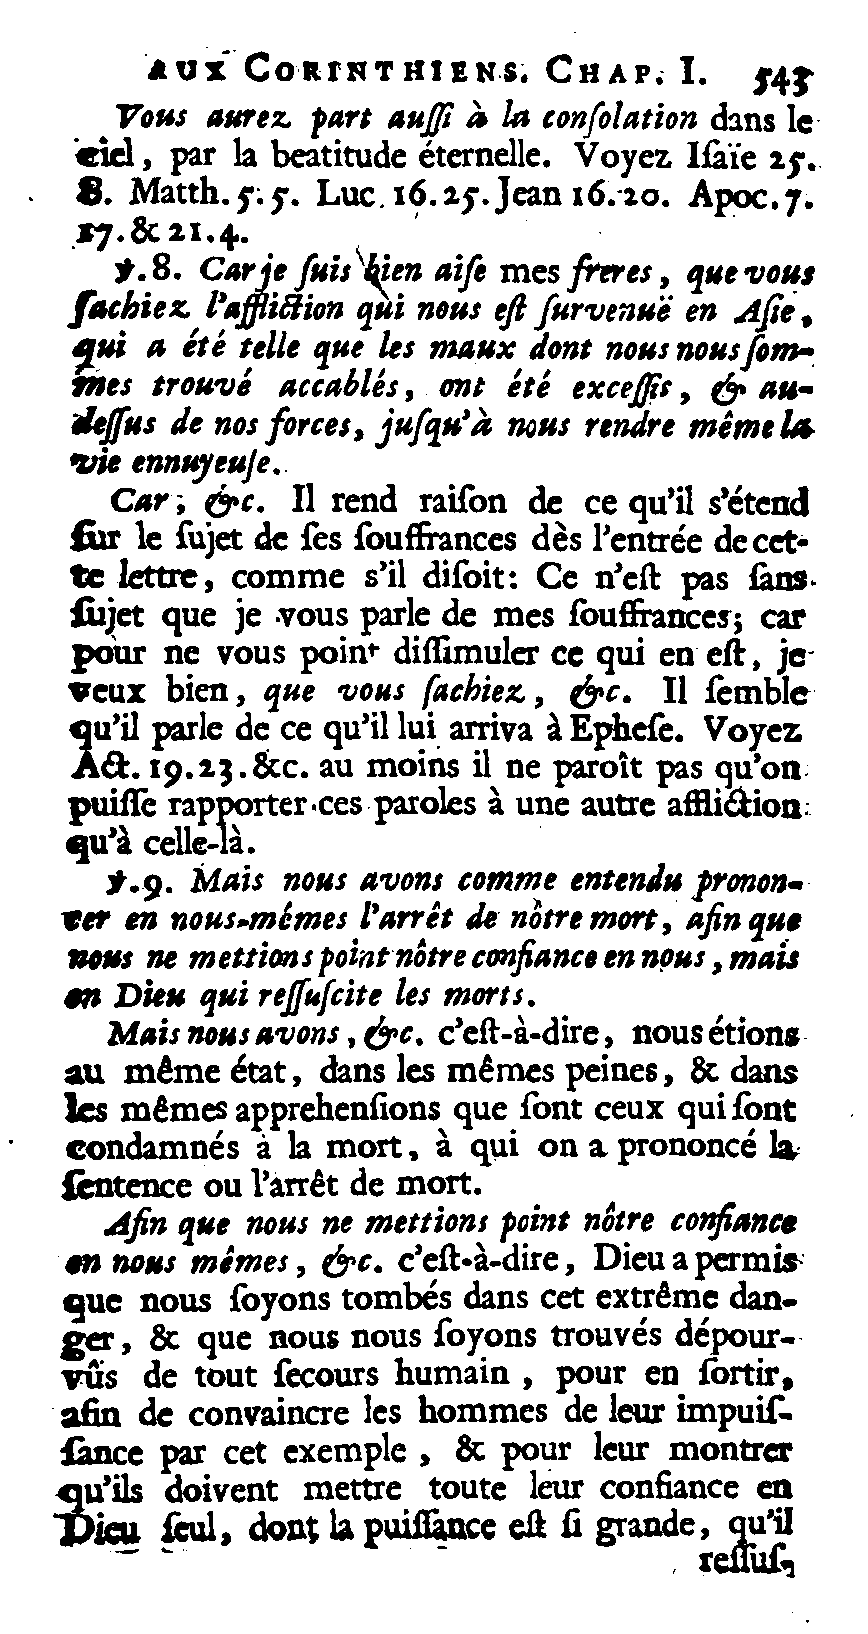 AUX CORINTHIENS. CHAP. I. 545
Vous aurez part auſſi à la conſolation dans le
ciel, par la beatitude éternelle. Voyez Iſaïe 25.
8. Matth. 5. 5. Luc. 16. 25. Jean 16. 20. Apoc. 7.
17. & 21. 4.
℣. 8. Car je ſuis bien aiſe mes freres, que vous
ſachiez l'affliction qui nous eſt ſurvenuë en Aſie,
qui a été telle que les maux dont nous nous ſom-
mes trouvé accablés, ont été exceſſifs, & au-
deſſus de nos forces, juſqu'à nous rendre même la
vie ennuyeuſe.
Car, &c. Il rend raiſon de ce qu'il s'étend
ſur le ſujet de ſes ſouffrances dès l'entrée de cet-
te lettre, comme s'il diſoit: Ce n'eſt pas ſans
ſujet que je vous parle de mes ſouffrances; car
pour ne vous point diſſimuler ce qui en eſt, je
veux bien, que vous ſachiez, &c. Il ſemble
qu'il parle de ce qu'il lui arriva à Epheſe. Voyez
Act. 19. 23. &c. au moins il ne paroît pas qu'on
puiſſe rapporter ces paroles à une autre affliction
qu'à celle-là.
℣. 9. Mais nous avons comme entendu pronon-
cer en nous-mêmes l'arrêt de nôtre mort, afin que
nous ne mettions point nôtre confiance en nous, mais
en Dieu qui reſſuſcite les morts.
Mais nous avons, &c. c'eſt-à-dire, nous étions
au même état, dans les mêmes peines, & dans
les mêmes apprehenſions que ſont ceux qui ſont
condamnés à la mort, à qui on a prononcé la
ſentence ou l'arrêt de mort.
Afin que nous ne mettions point nôtre confiance
en nous mêmes, &c. c'eſt-à-dire, Dieu a permis
que nous ſoyons tombés dans cet extrême dan-
ger, & que nous nous ſoyons trouvés dépour-
vûs de tout ſecours humain, pour en ſortir,
afin de convaincre les hommes de leur impuiſ-
ſance par cet exemple, & pour leur montrer
qu'ils doivent mettre toute leur confiance en
Dieu ſeul, dont la puiſſance eſt ſi grande, qu'il
reſſuſ-